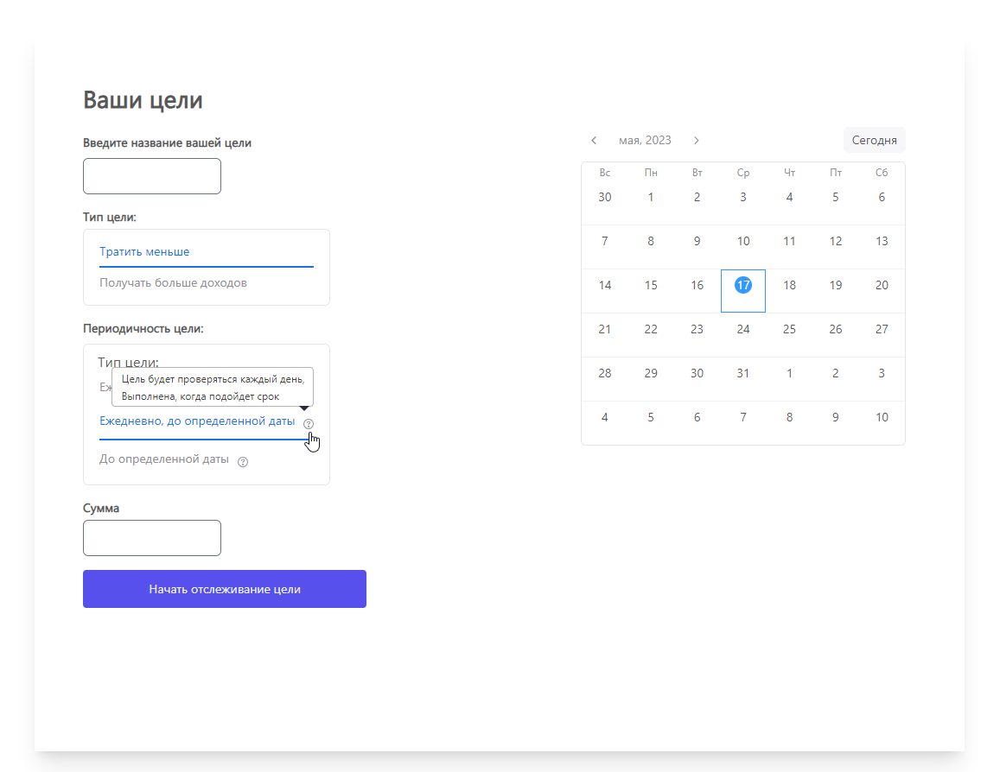 Ваши цели
Введите название вашей цели
Тип цели:
Тратить меньше
Получать больше доходов
Периодичность цели:
Тип цели:
Цель будет проверяться каждый день,
Выполнена, когда подойдет срок
Ежедневно, до определенной даты ?
До определенной даты ?
Сумма
Начать отслеживание цели
мая, 2023 Сегодня
Вс Пн Вт Ср Чт Пт Сб
30 1 2 3 4 5 6
7 8 9 10 11 12 13
14 15 16 17 18 19 20
21 22 23 24 25 26 27
28 29 30 31 1 2 3
4 5 6 7 8 9 10